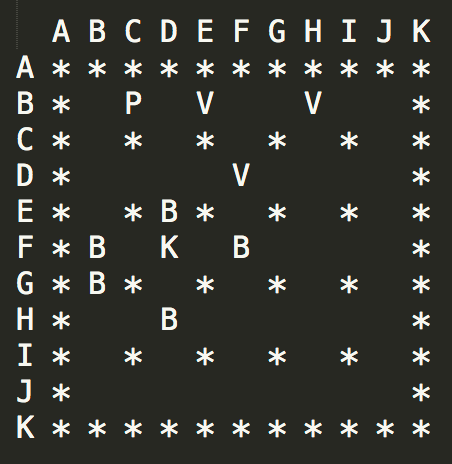 A B C D E F G H I J K
A * * * * * * * * * * *
B *   P   V     V     *
C *   *   *   *   *   *
D *         V         *
E *   * B *   *   *   *
F * B   K   B         *
G * B *   *   *   *   *
H *     B             *
I *   *   *   *   *   *
J *                   *
K * * * * * * * * * * *